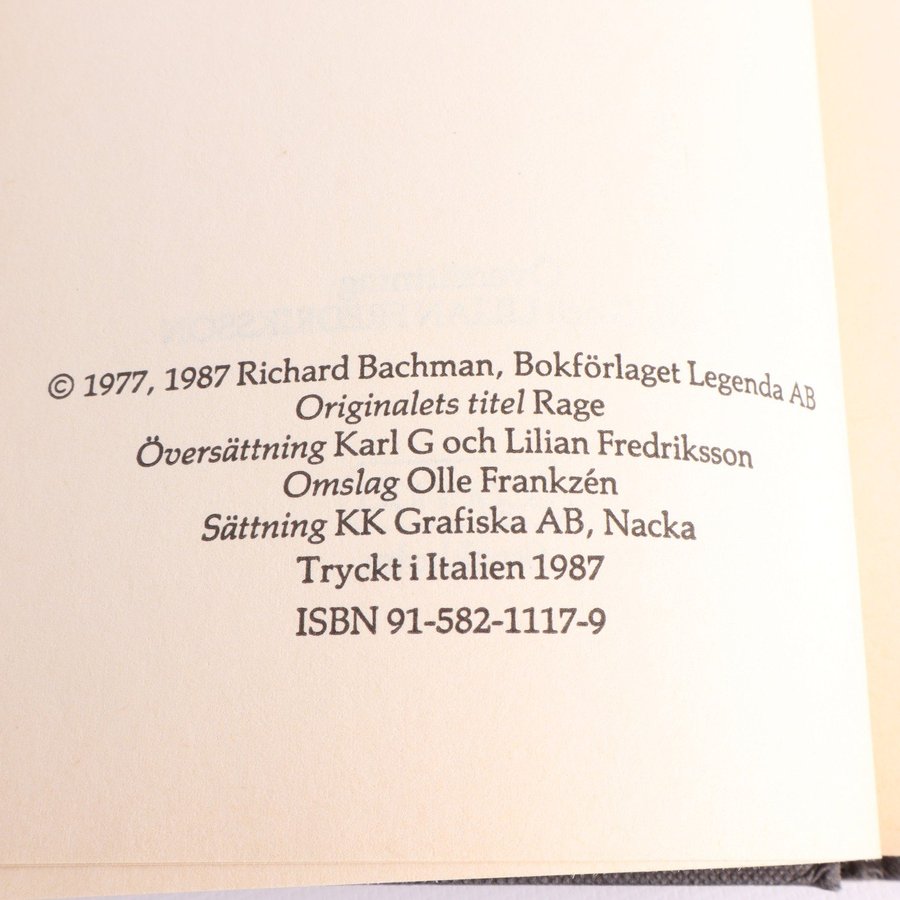 © 1977, 1987 Richard Bachman, Bokförlaget Legenda AB
Originalets titel Rage
Översättning Karl G och Lilian Fredriksson
Omslag Olle Frankzén
Sättning KK Grafiska AB, Nacka
Tryckt i Italien 1987
ISBN 91-582-1117-9